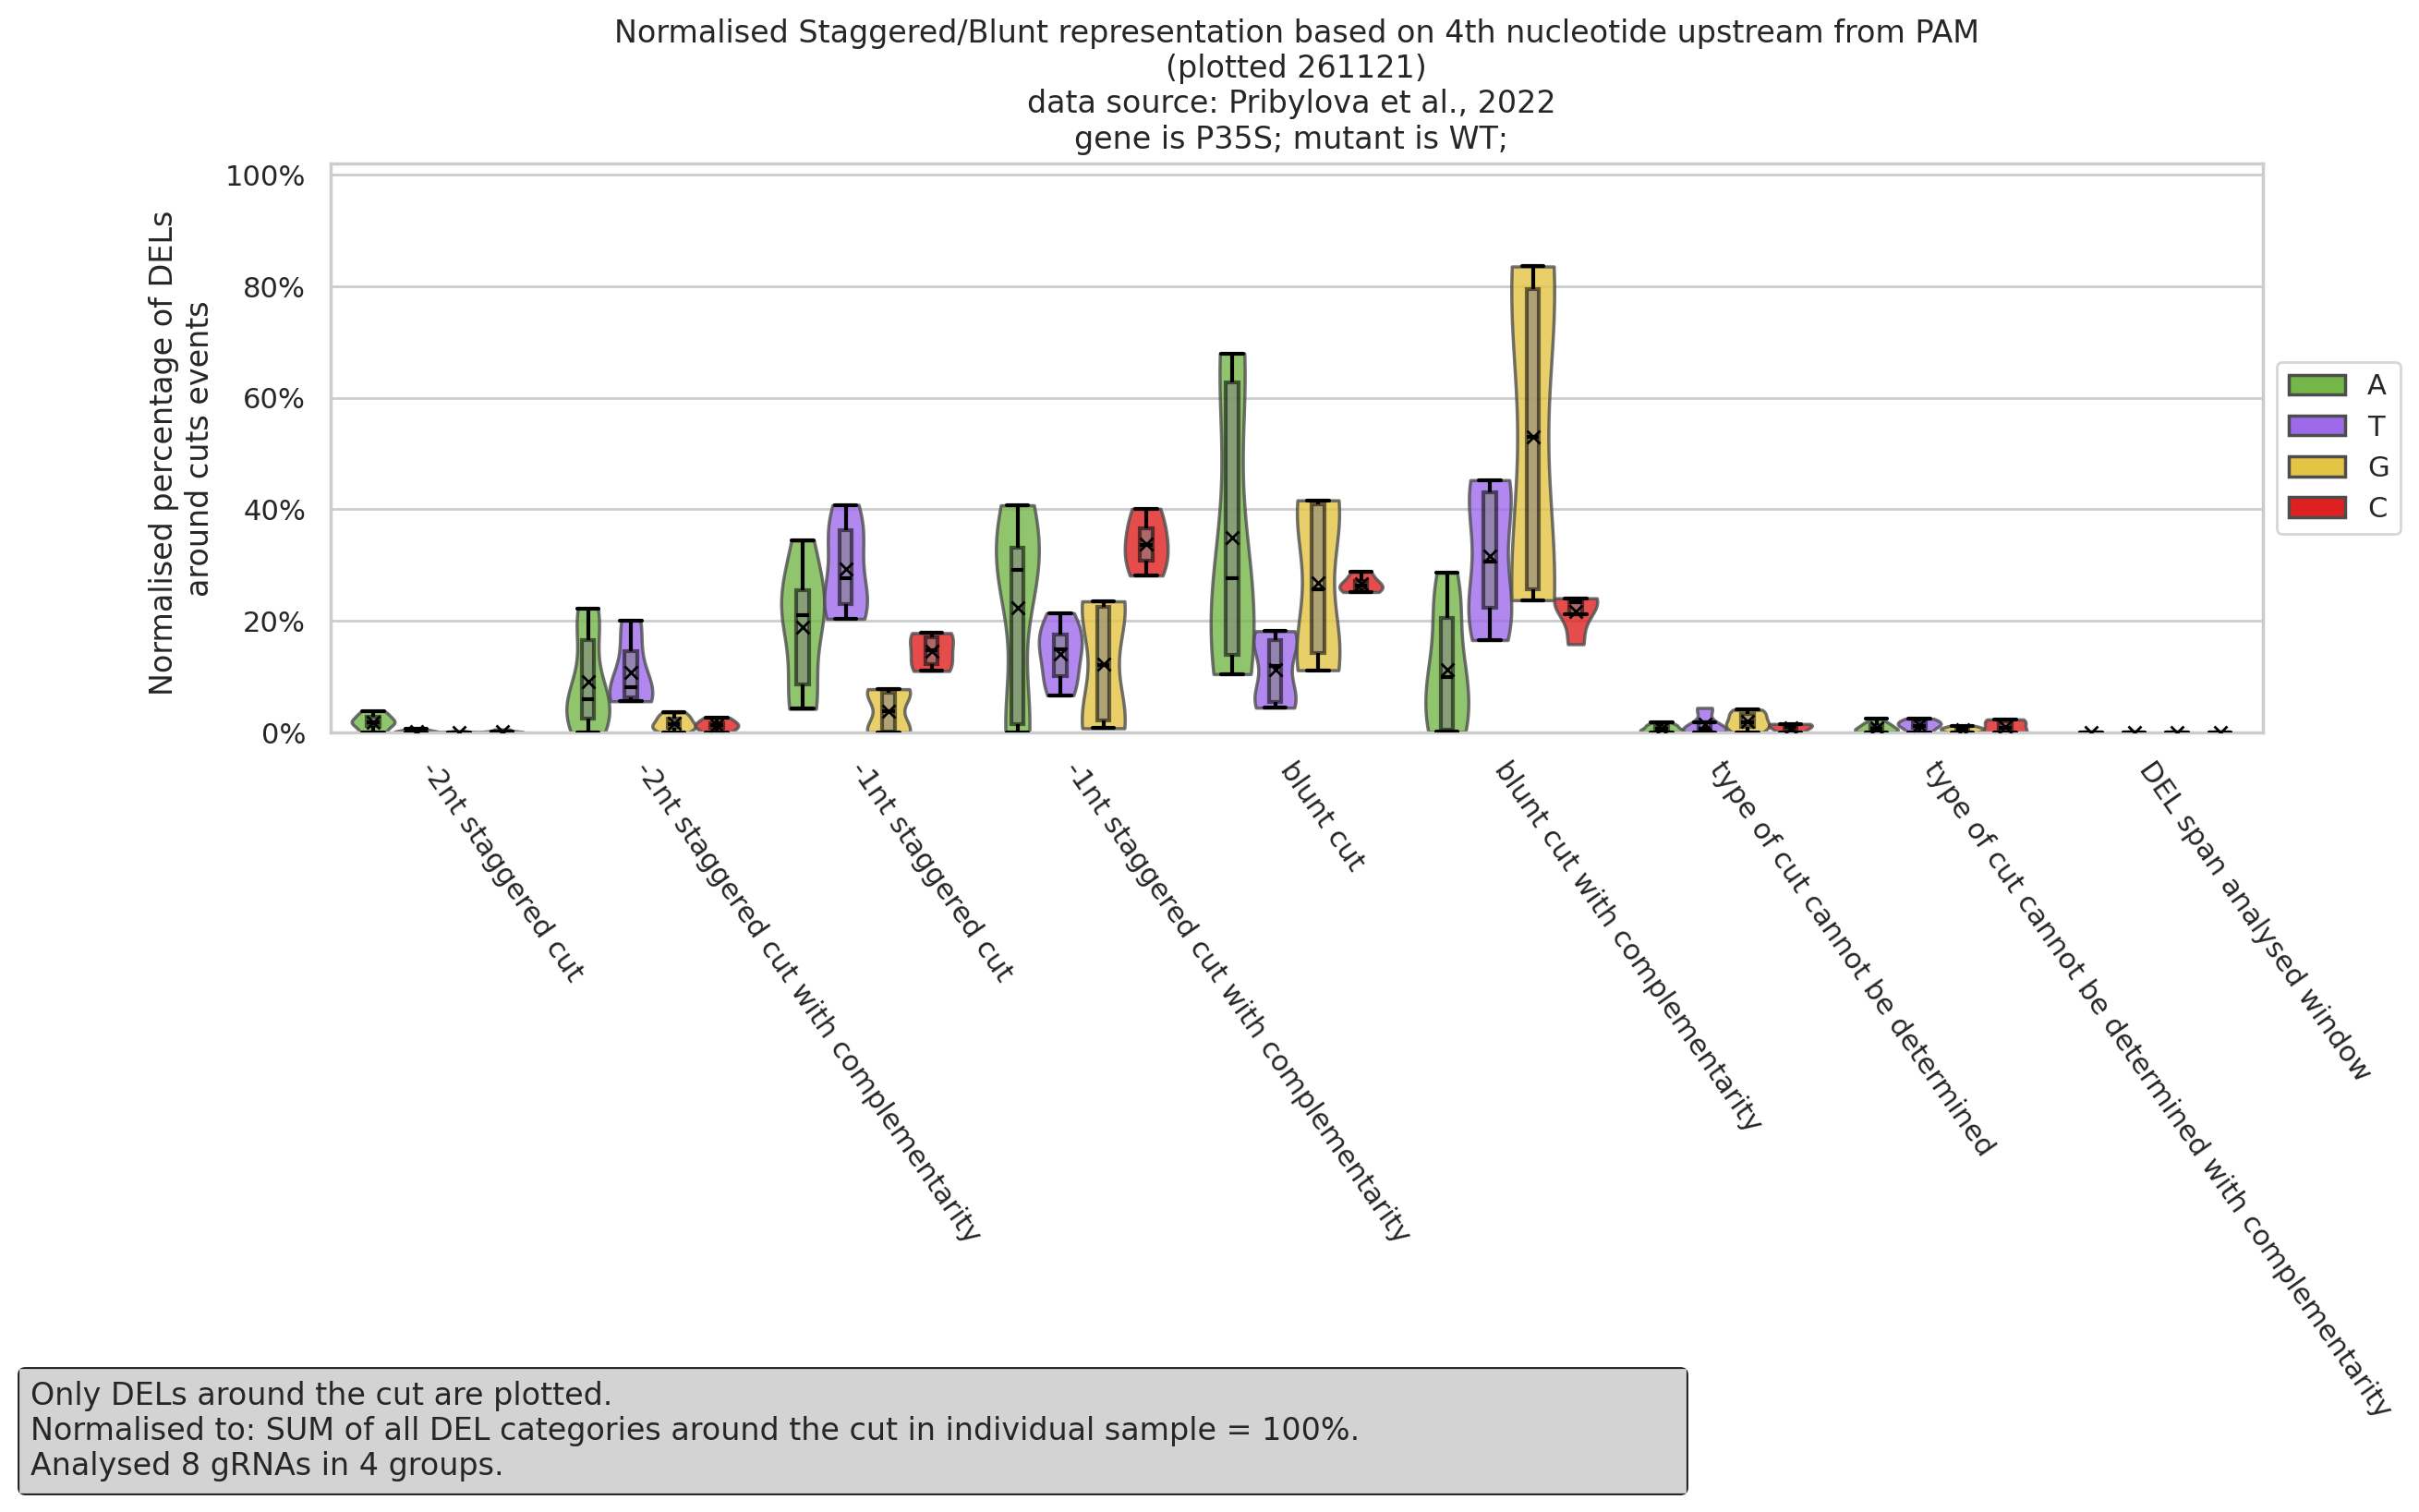 Normalised Staggered/Blunt representation based on 4th nucleotide upstream from PAM
(plotted 261121)
data source: Pribylova et al., 2022
gene is P35S; mutant is WT;
Normalised percentage of DELs
around cuts events
100%
80%
60%
40%
20%
0%
A
T
G
C
-2nt staggered cut
-2nt staggered cut with complementarity
-1nt staggered cut
-1nt staggered cut with complementarity
blunt cut
blunt cut with complementarity
type of cut cannot be determined
type of cut cannot be determined with complementarity
DEL span analysed window
Only DELs around the cut are plotted.
Normalised to: SUM of all DEL categories around the cut in individual sample = 100%.
Analysed 8 gRNAs in 4 groups.